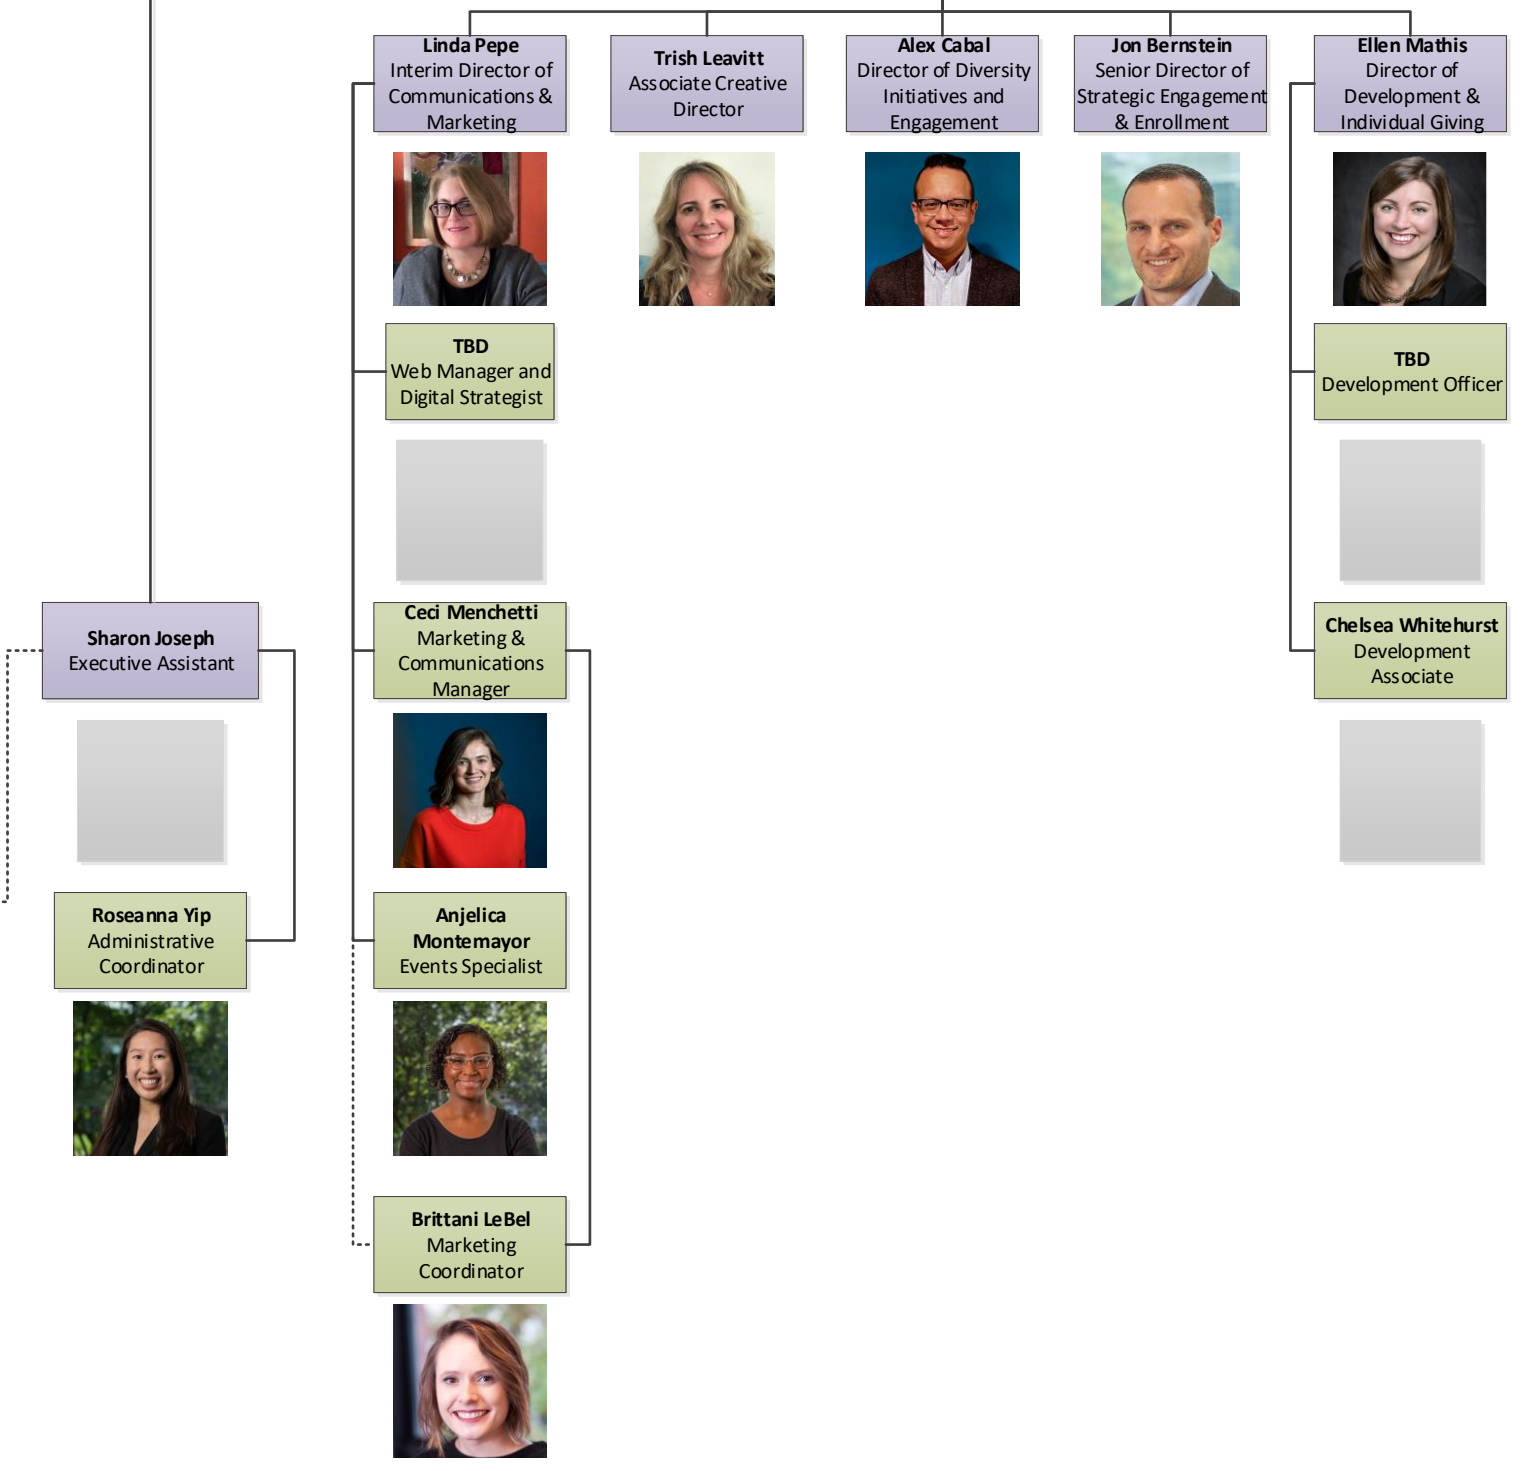 Linda Pepe
Interim Director of
Communications &
Marketing
Trish Leavitt
Associate Creative
Director
Alex Cabal
Director of Diversity
Initiatives and
Engagement
Jon Bernstein
Senior Director of
Strategic Engagement
& Enrollment
Ellen Mathis
Director of
Development &
Individual Giving
TBD
Web Manager and
Digital Strategist
TBD
Development Officer
Sharon Joseph
Executive Assistant
Ceci Menchetti
Marketing &
Communications
Manager
Chelsea Whitehurst
Development
Associate
Roseanna Yip
Administrative
Coordinator
Anjelica
Montemayor
Events Specialist
Brittani LeBel
Marketing
Coordinator